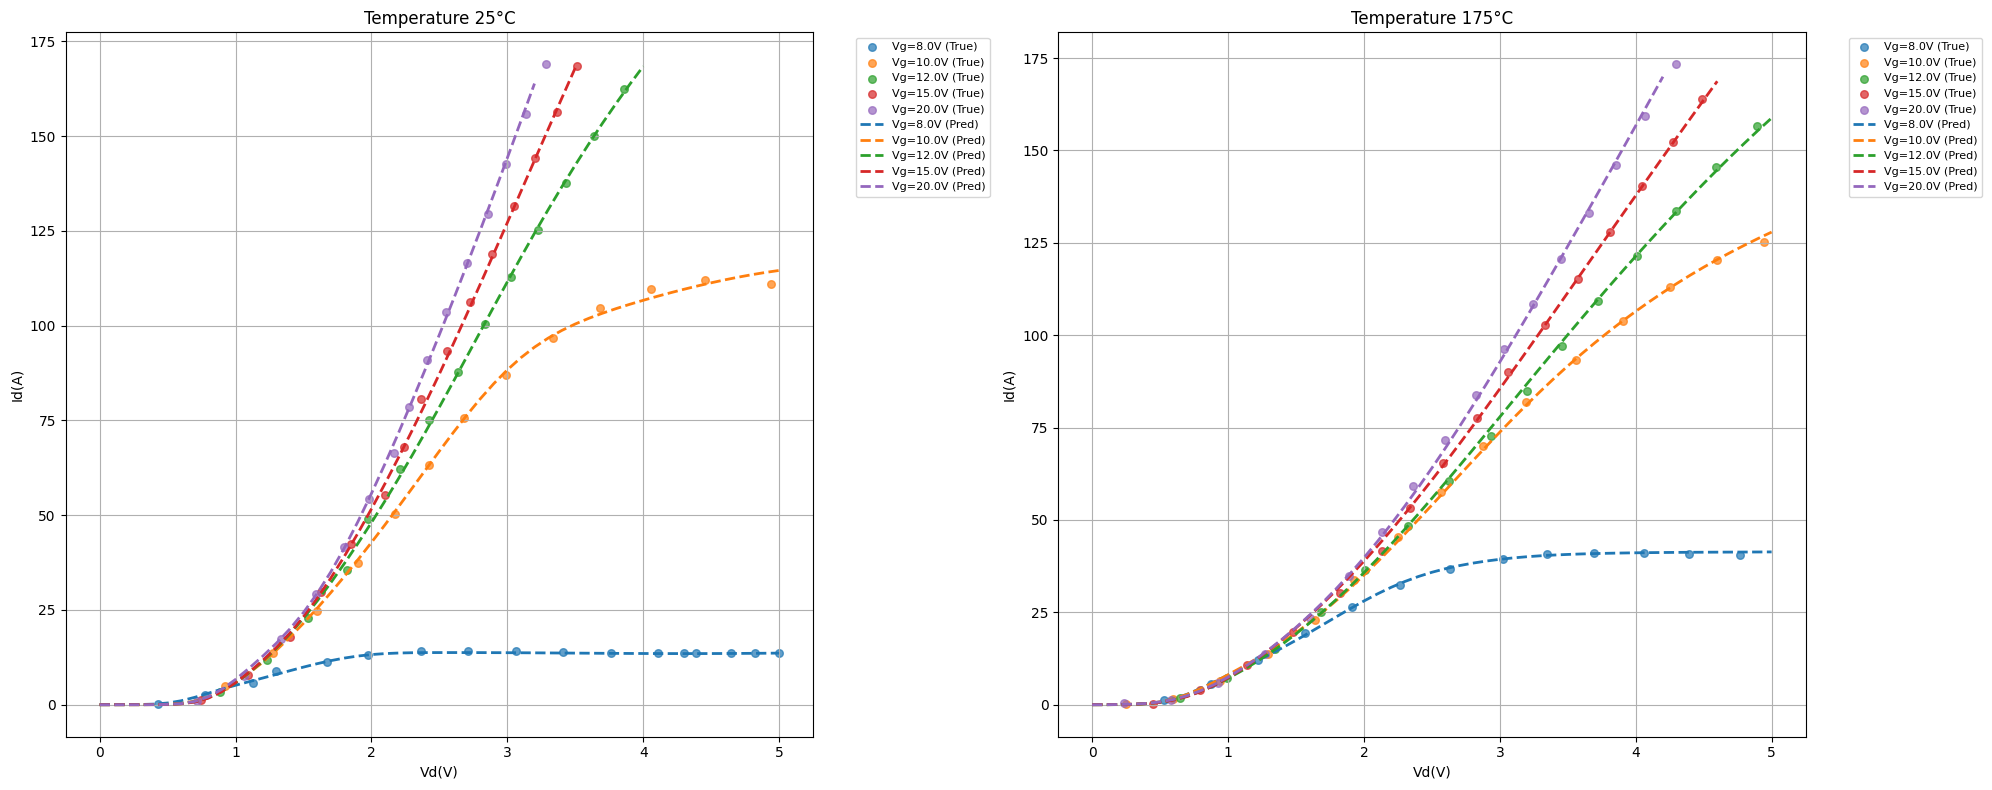 Temperature 25°C
175
150
125
100
75
50
25
0
Id(A)
0 1 2 3 4 5
Vd(V)
Vg=8.0V (True)
Vg=10.0V (True)
Vg=12.0V (True)
Vg=15.0V (True)
Vg=20.0V (True)
Vg=8.0V (Pred)
Vg=10.0V (Pred)
Vg=12.0V (Pred)
Vg=15.0V (Pred)
Vg=20.0V (Pred)
Temperature 175°C
175
150
125
100
75
50
25
0
Id(A)
0 1 2 3 4 5
Vd(V)
Vg=8.0V (True)
Vg=10.0V (True)
Vg=12.0V (True)
Vg=15.0V (True)
Vg=20.0V (True)
Vg=8.0V (Pred)
Vg=10.0V (Pred)
Vg=12.0V (Pred)
Vg=15.0V (Pred)
Vg=20.0V (Pred)